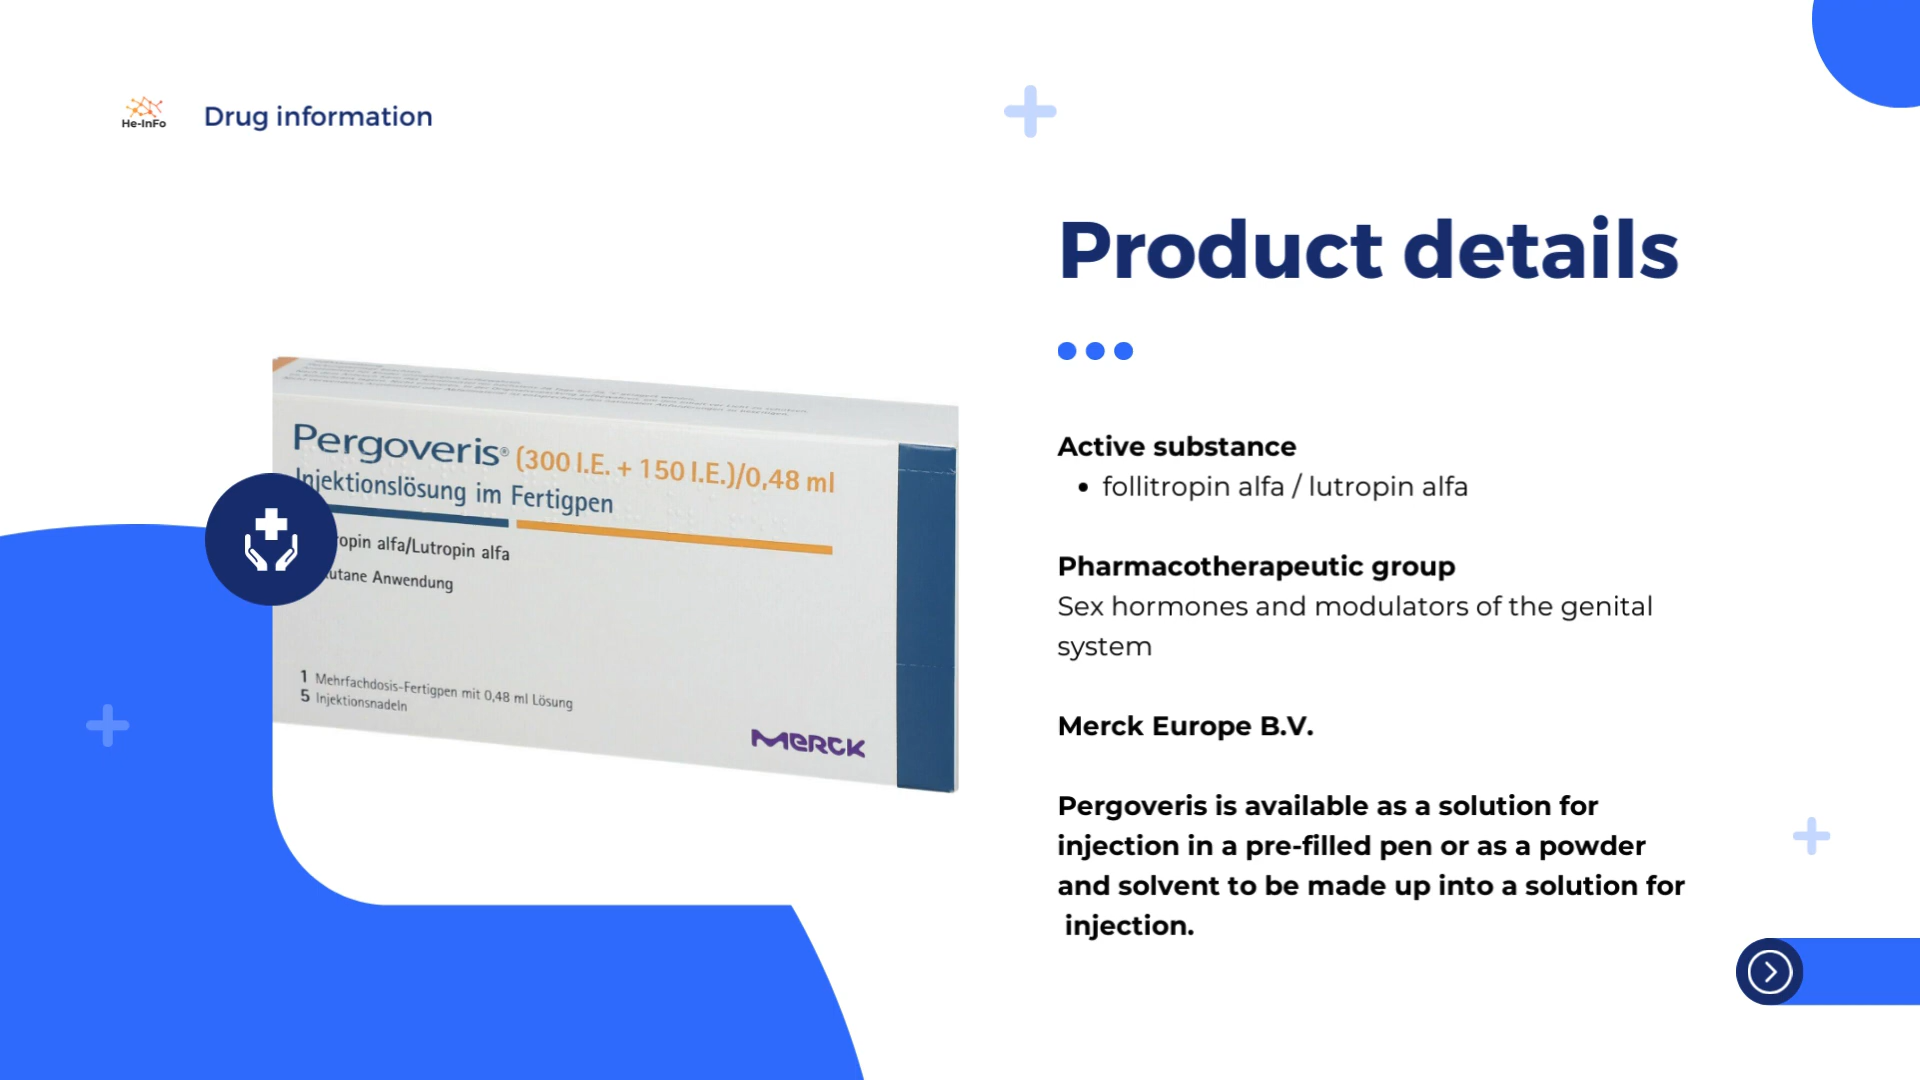 He-InFo
Drug information
Product details
Pergoveris® (300 I.E. + 150 I.E.)/0,48 ml
Injektionslösung im Fertigpen
ropin alfa/Lutropin alfa
utane Anwendung
1 Mehrfachdosis-Fertigpen mit 0,48 ml Lösung
5 Injektionsnadeln
MERCK
Active substance
• follitropin alfa / lutropin alfa
Pharmacotherapeutic group
Sex hormones and modulators of the genital
system
Merck Europe B.V.
Pergoveris is available as a solution for
injection in a pre-filled pen or as a powder
and solvent to be made up into a solution for
injection.